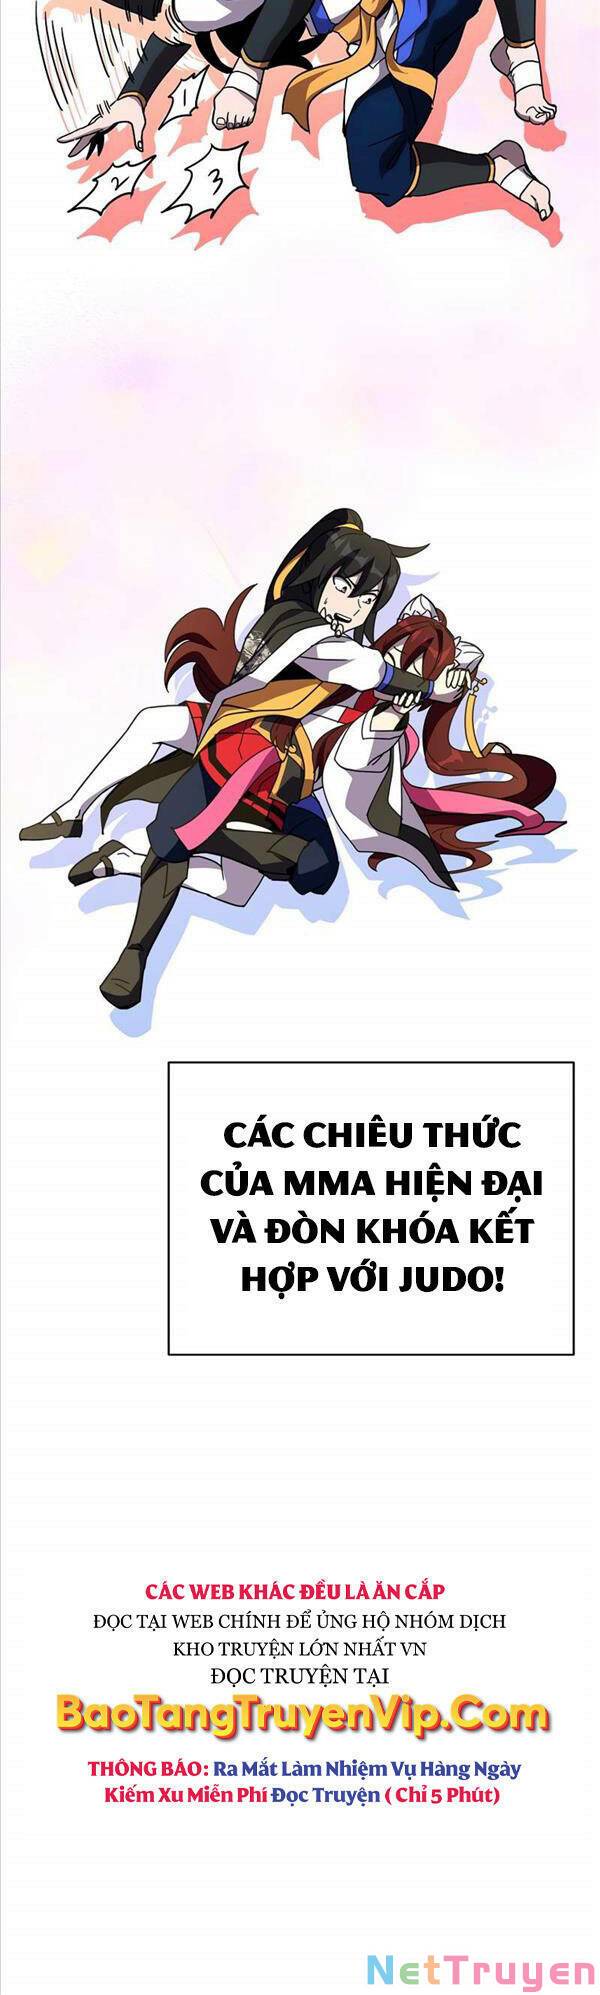 1
2
3
CÁC CHIÊU THỨC
CỦA MMA HIỆN ĐẠI
VÀ ĐÒN KHÓA KẾT
HỢP VỚI JUDO!
CÁC WEB KHÁC ĐỀU LÀ ĂN CẮP
ĐỌC TẠI WEB CHÍNH ĐỂ ỦNG HỘ NHÓM DỊCH
KHO TRUYỆN LỚN NHẤT VN
ĐỌC TRUYỆN TẠI
BaoTangTruyenVip.Com
THÔNG BÁO: Ra Mắt Làm Nhiệm Vụ Hàng Ngày
Kiếm Xu Miễn Phí Đọc Truyện ( Chỉ 5 Phút)
NetTruyen